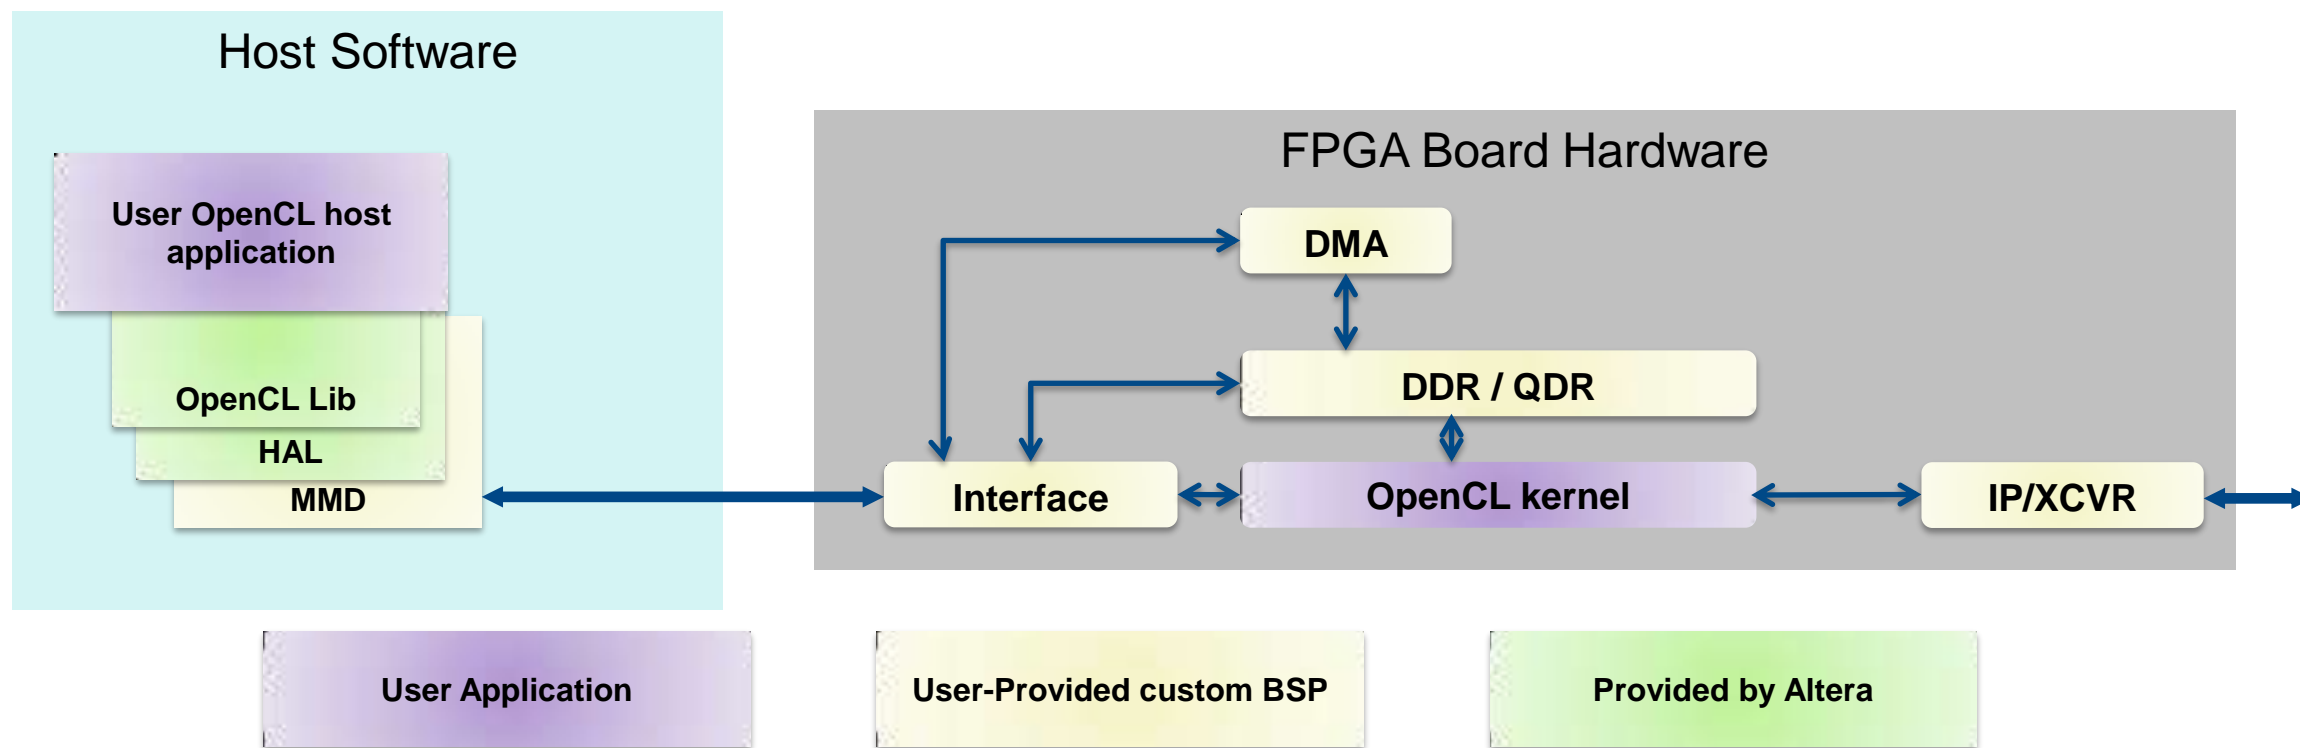 Host Software
User OpenCL host
application
OpenCL Lib
HAL
MMD
FPGA Board Hardware
DMA
DDR / QDR
Interface
OpenCL kernel
IP/XCVR
User Application
User-Provided custom BSP
Provided by Altera